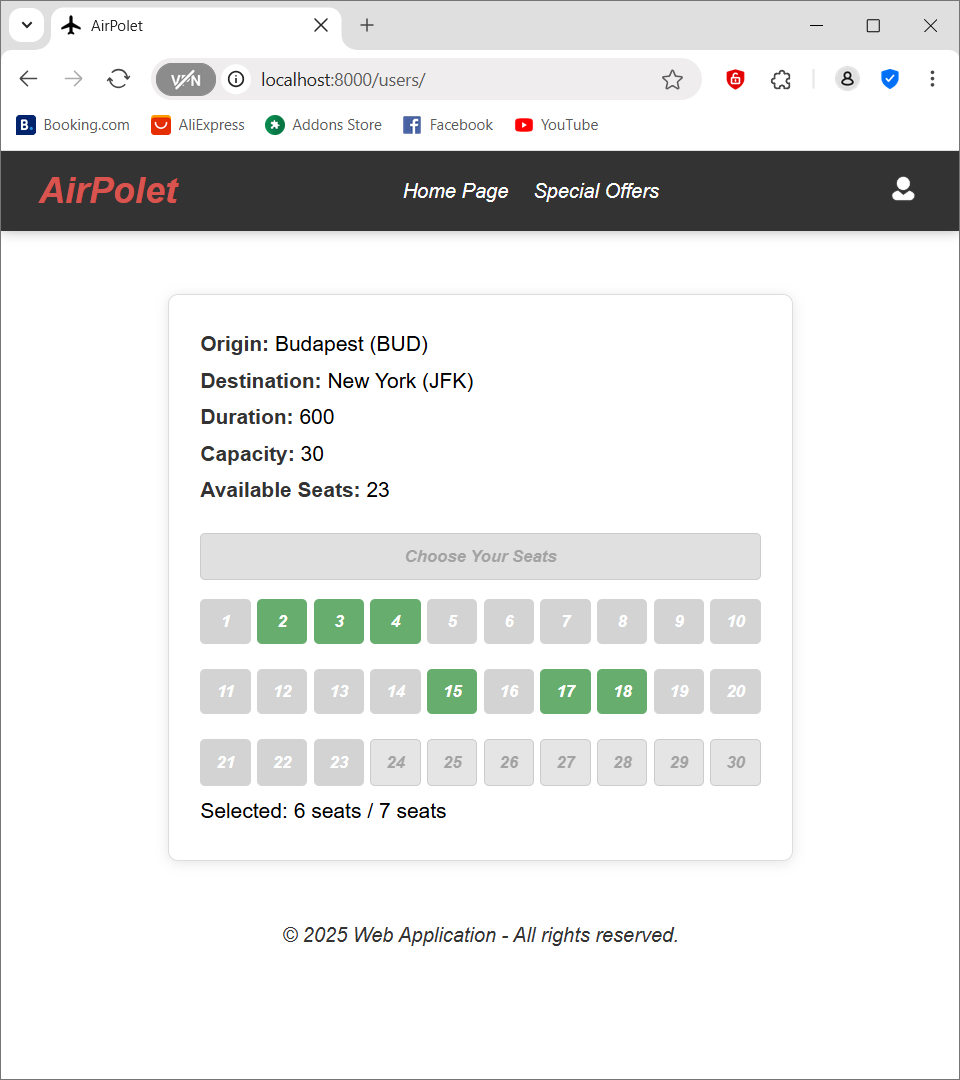 AirPolet
VPN
localhost:8000/users/
B. Booking.com AliExpress Addons Store Facebook YouTube
AirPolet Home Page Special Offers
Origin: Budapest (BUD)
Destination: New York (JFK)
Duration: 600
Capacity: 30
Available Seats: 23
Choose Your Seats
1 2 3 4 5 6 7 8 9 10
11 12 13 14 15 16 17 18 19 20
21 22 23 24 25 26 27 28 29 30
Selected: 6 seats / 7 seats
© 2025 Web Application - All rights reserved.